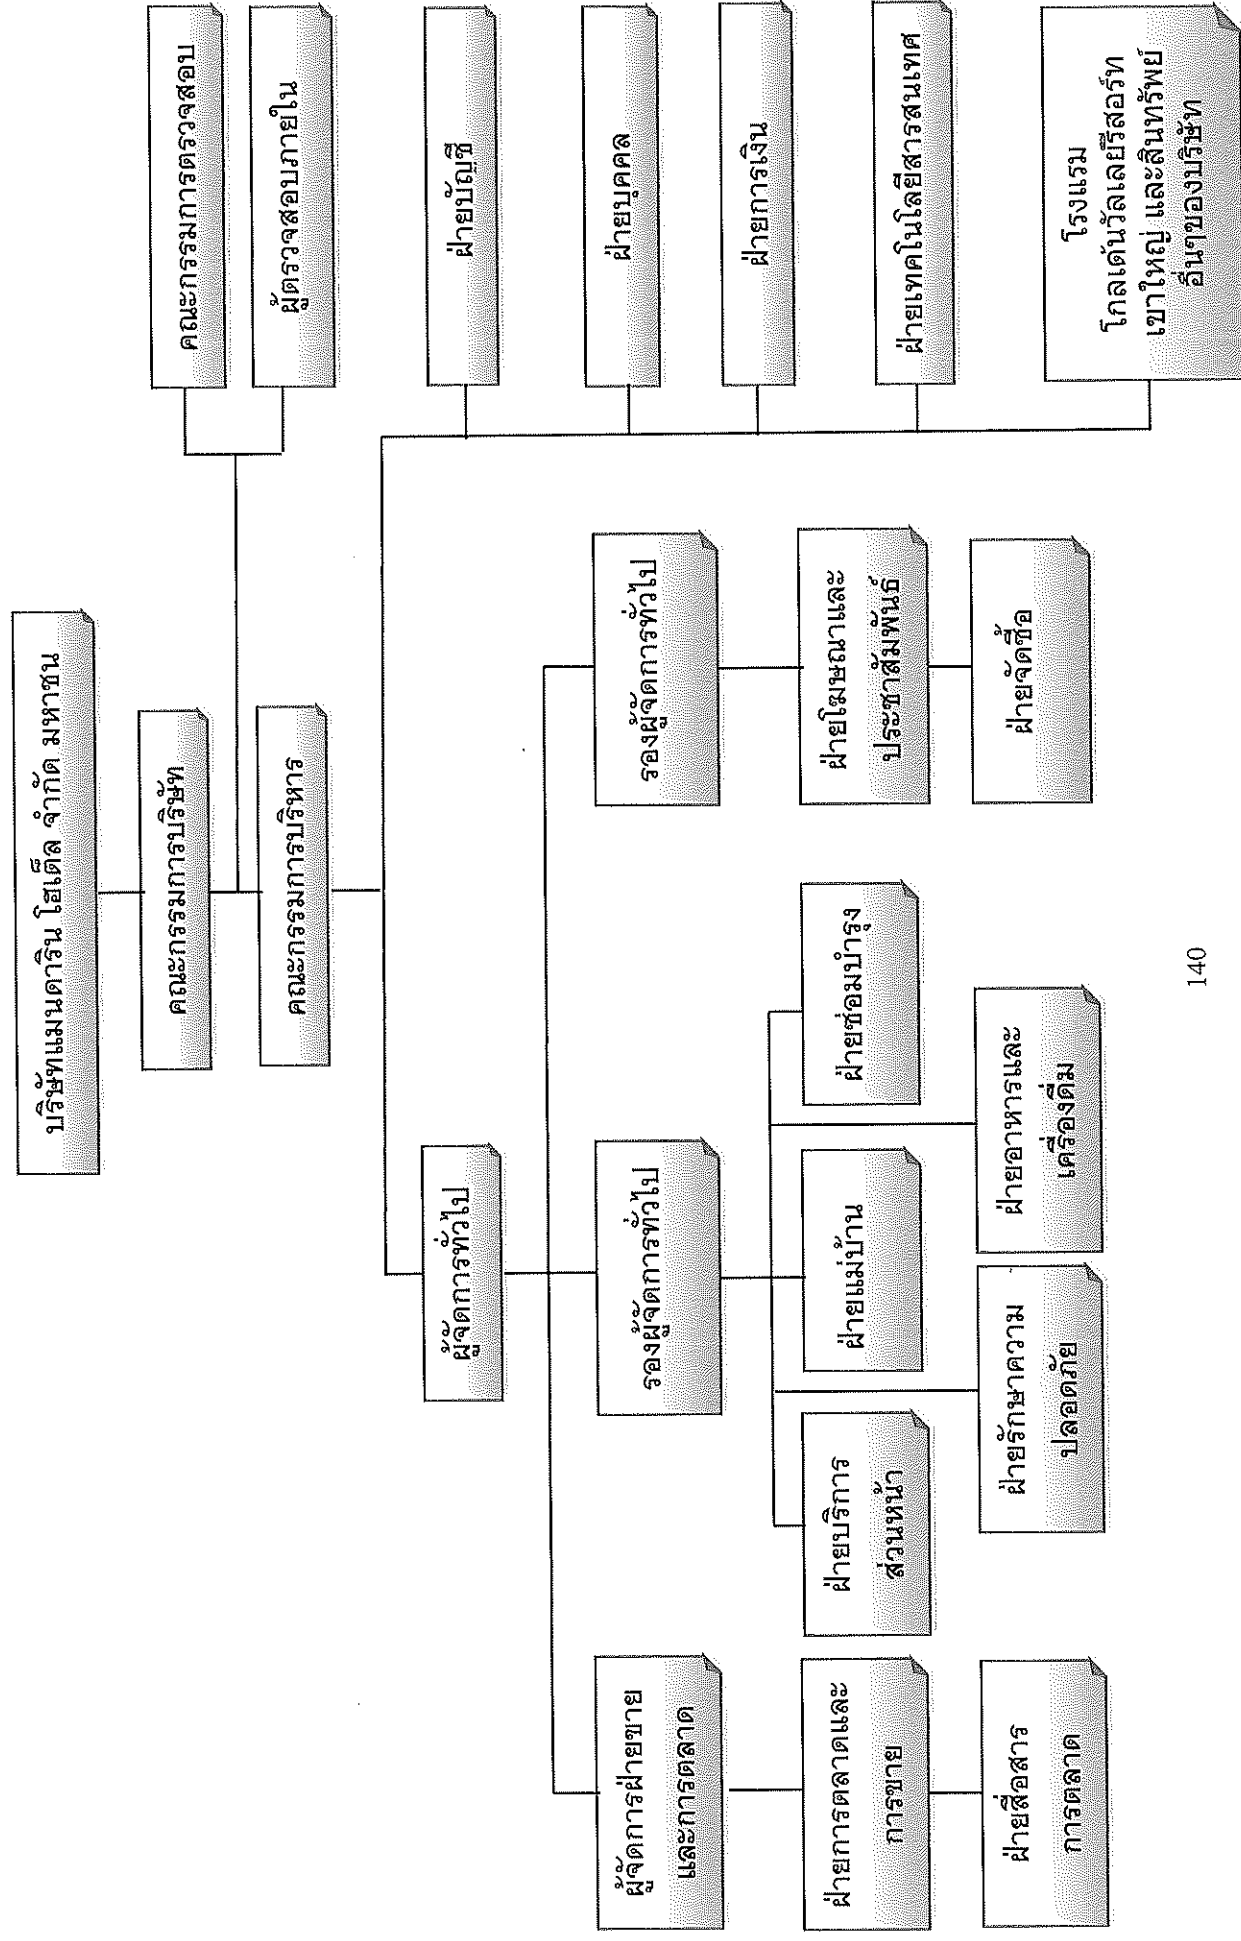 บริษัทแมนดาริน โฮเต็ล จำกัด มหาชน
คณะกรรมการบริษัท
คณะกรรมการตรวจสอบ
ผู้ตรวจสอบภายใน
คณะกรรมการบริหาร
ผู้จัดการทั่วไป
ฝ่ายบัญชี
ฝ่ายบุคคล
ฝ่ายการเงิน
ฝ่ายเทคโนโลยีสารสนเทศ
โรงแรม
โกลเด้นวัลเลย์รีสอร์ท
เขาใหญ่ และสินทรัพย์
อื่นๆของบริษัท
ผู้จัดการฝ่ายขาย
และการตลาด
รองผู้จัดการทั่วไป
รองผู้จัดการทั่วไป
ฝ่ายการตลาดและ
การขาย
ฝ่ายบริการ
ส่วนหน้า
ฝ่ายแม่บ้าน
ฝ่ายซ่อมบำรุง
ฝ่ายโฆษณาและ
ประชาสัมพันธ์
ฝ่ายสื่อสาร
การตลาด
ฝ่ายรักษาความ
ปลอดภัย
ฝ่ายอาหารและ
เครื่องดื่ม
ฝ่ายจัดซื้อ
140